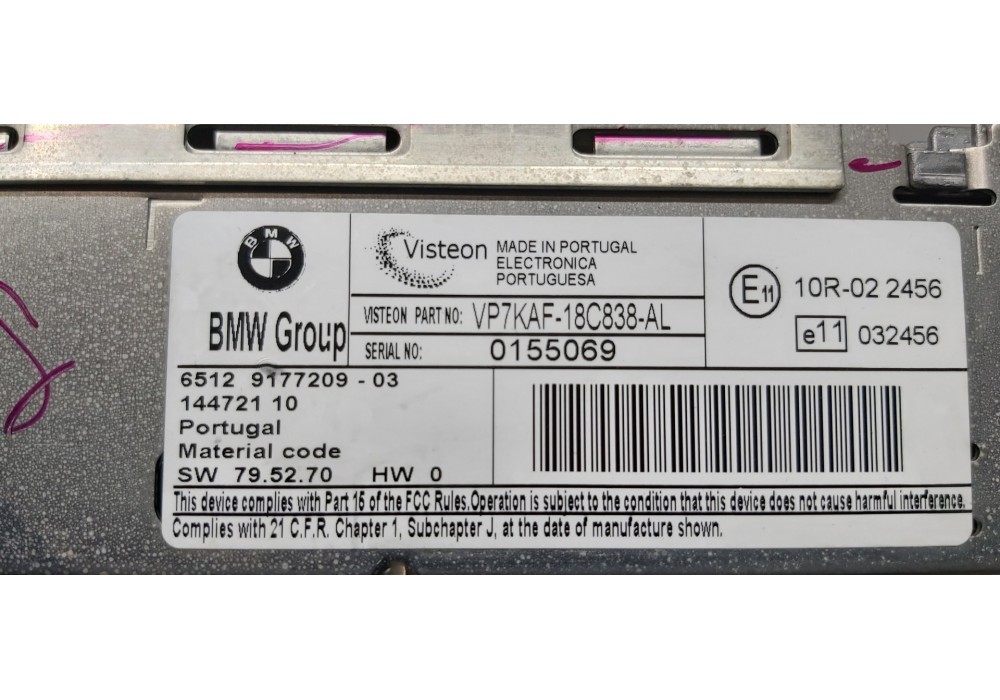 BMW
BMW Group
Visteon
MADE IN PORTUGAL
ELECTRONICA
PORTUGUESA
VISTEON PART NO: VP7KAF-18C838-AL
SERIAL NO: 0155069
E11 10R-02 2456
e11 032456
6512 9177209 - 03
144721 10
Portugal
Material code
SW 79.52.70 HW 0
This device complies with Part 15 of the FCC Rules.Operation is subject to the condition that this device does not cause harmful interference.
Complies with 21 C.F.R. Chapter 1, Subchapter J, at the date of manufacture shown.